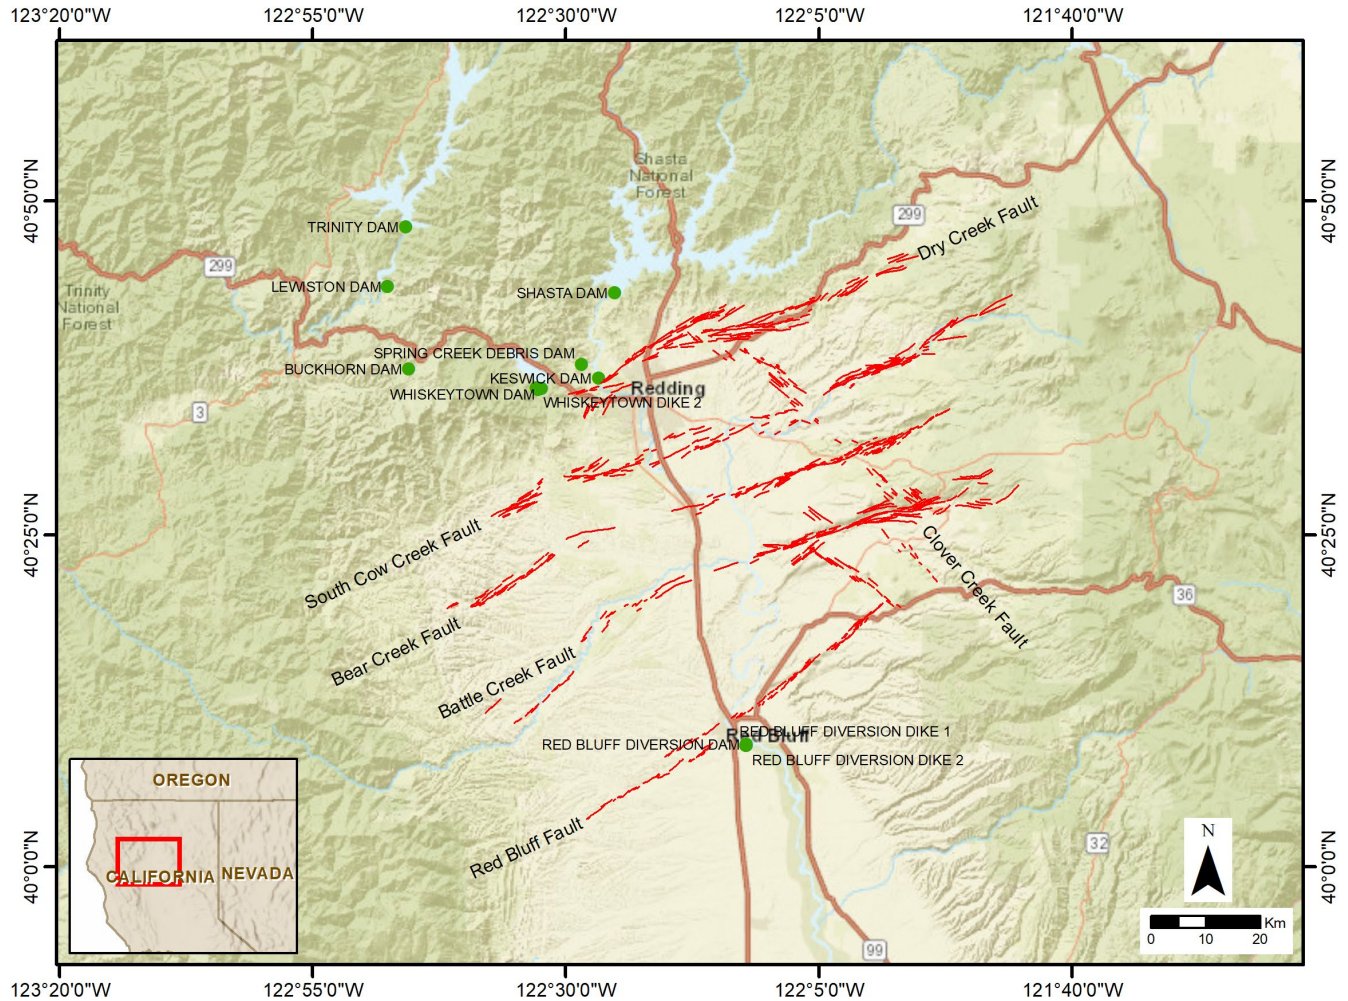 123°20'0"W
122°55'0"W
122°30'0"W
122°5'0"W
121°40'0"W
40°50'0"N
40°50'0"N
Shasta
National
Forest
299
Dry Creek Fault
TRINITY DAM
299
LEWISTON DAM
SHASTA DAM
Trinity
National
Forest
SPRING CREEK DEBRIS DAM
BUCKHORN DAM
KESWICK DAM
Redding
WHISKEYTOWN DAM
WHISKEYTOWN DIKE 2
3
40°25'0"N
40°25'0"N
South Cow Creek Fault
Clover Creek Fault
36
Bear Creek Fault
Battle Creek Fault
RED BLUFF DIVERSION DIKE 1
Red Bluff
RED BLUFF DIVERSION DAM
RED BLUFF DIVERSION DIKE 2
Red Bluff Fault
OREGON
CALIFORNIA
NEVADA
32
N
40°0'0"N
40°0'0"N
Km
0 10 20
99
123°20'0"W
122°55'0"W
122°30'0"W
122°5'0"W
121°40'0"W